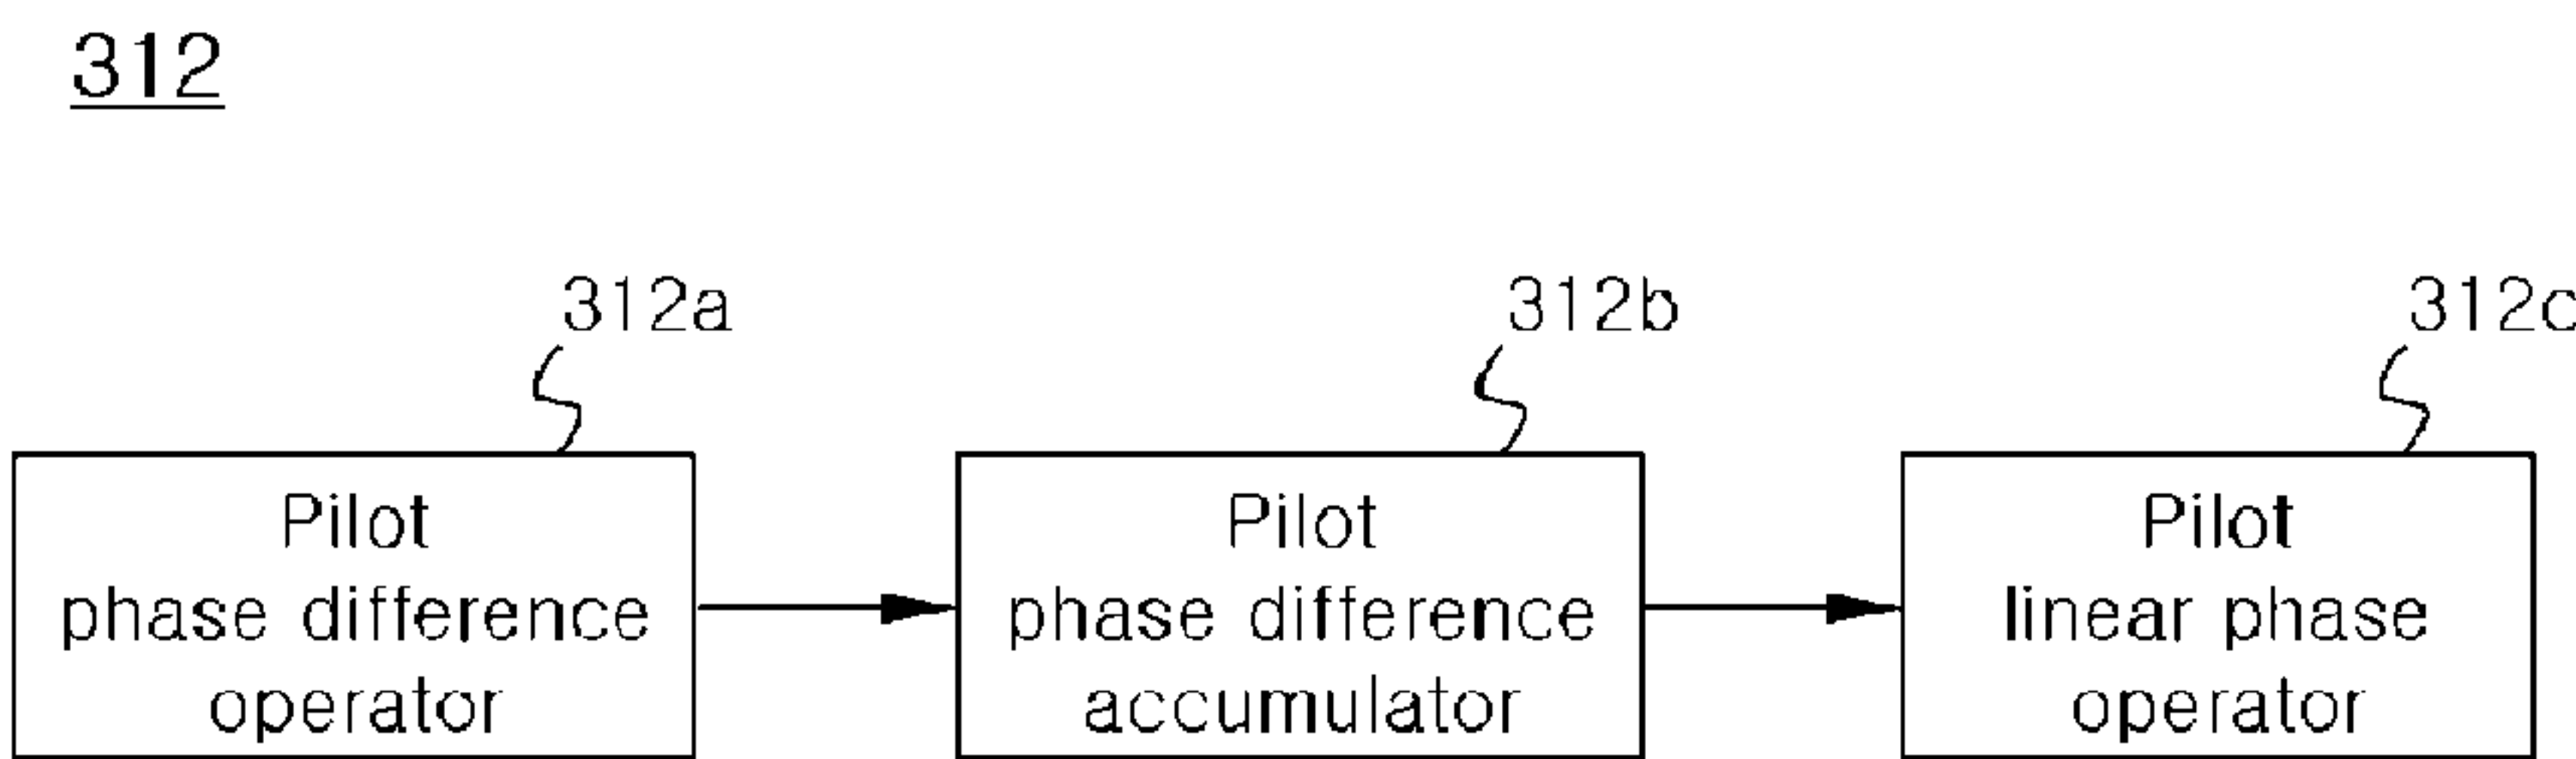 312
312a
312b
312c
Pilot
phase difference
operator
Pilot
phase difference
accumulator
Pilot
linear phase
operator